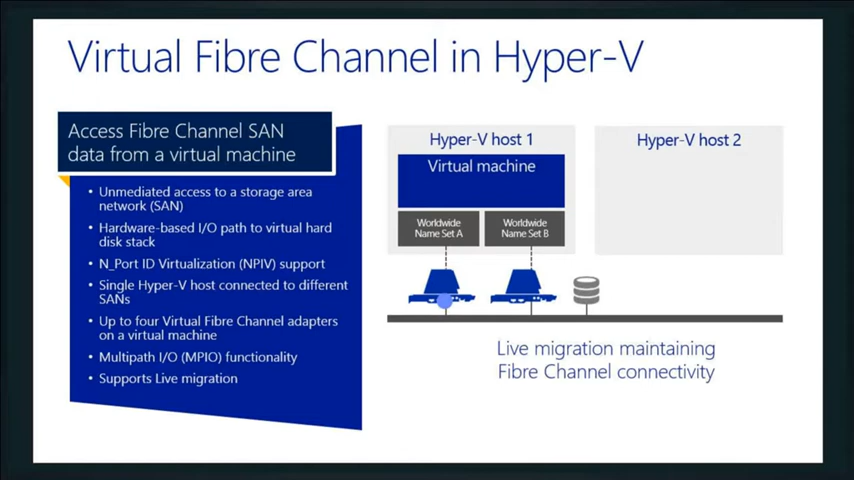 Virtual Fibre Channel in Hyper-V
Access Fibre Channel SAN
data from a virtual machine
• Unmediated access to a storage area
network (SAN)
• Hardware-based I/O path to virtual hard
disk stack
• N_Port ID Virtualization (NPIV) support
• Single Hyper-V host connected to different
SANs
• Up to four Virtual Fibre Channel adapters
on a virtual machine
• Multipath I/O (MPIO) functionality
• Supports Live migration
Hyper-V host 1
Virtual machine
Worldwide
Name Set A
Worldwide
Name Set B
Hyper-V host 2
Live migration maintaining
Fibre Channel connectivity